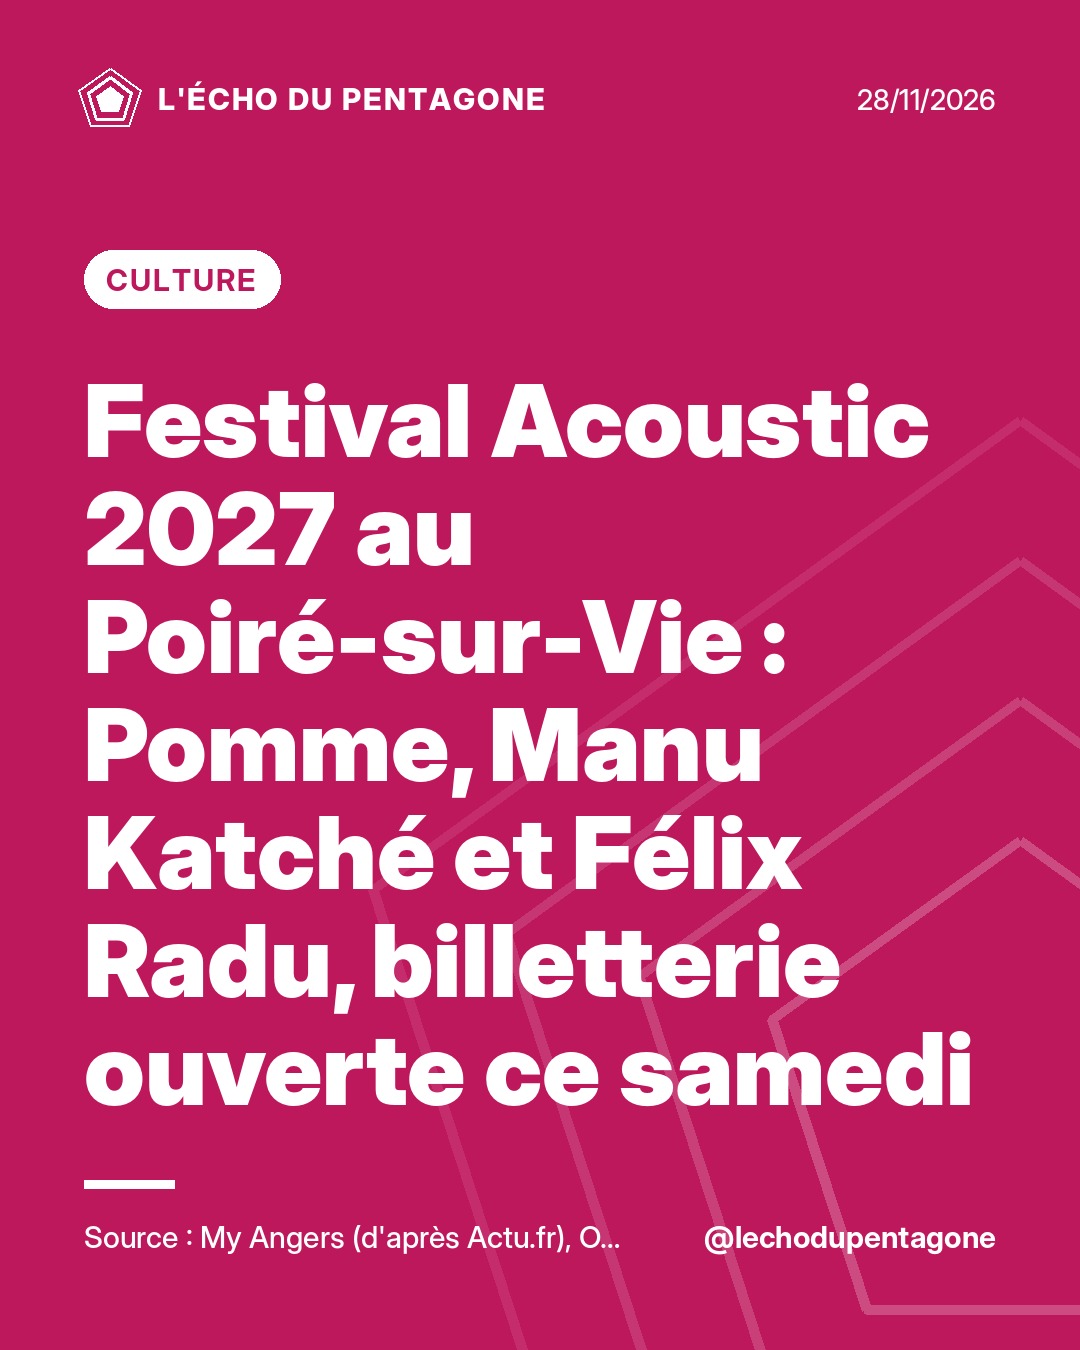 L'ÉCHO DU PENTAGONE
28/11/2026
CULTURE
Festival Acoustic
2027 au
Poiré-sur-Vie :
Pomme, Manu
Katché et Félix
Radu, billetterie
ouverte ce samedi
Source : My Angers (d'après Actu.fr), O...
@lechodupentagone